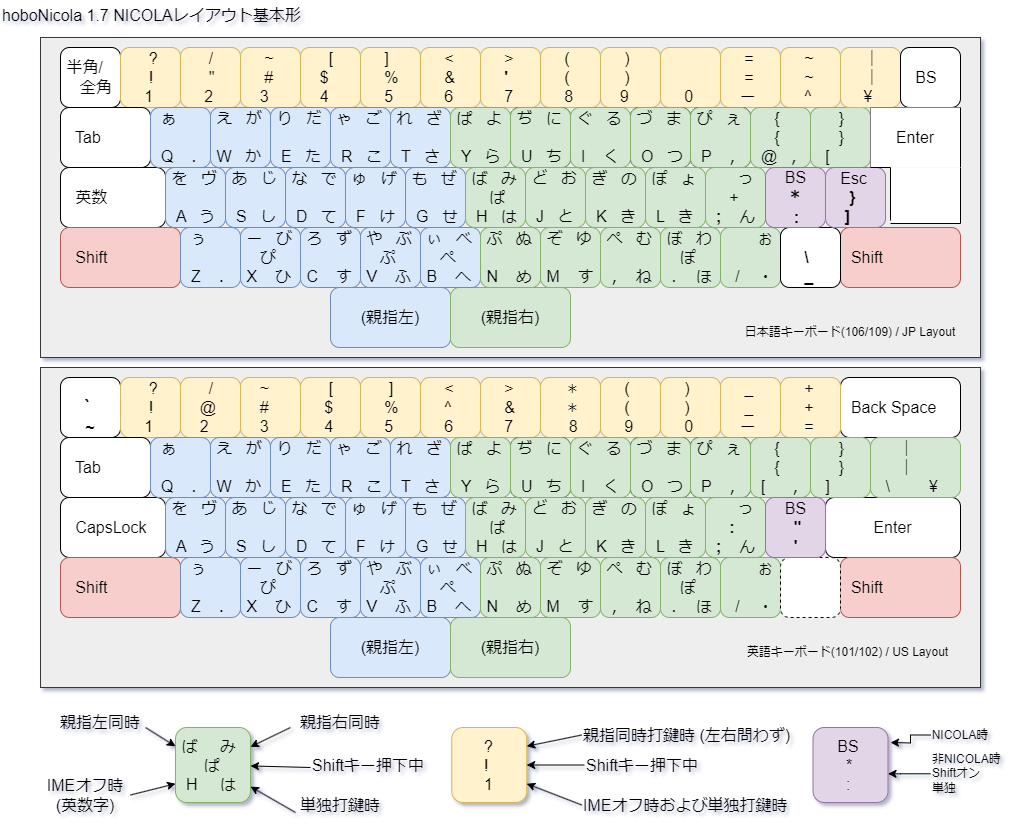 hoboNicola 1.7 NICOLAレイアウト基本形
半角/ ? / ~ [ ] < > ( ) = ~ |
全角 ! " # $ % & ' ( ) = ~ | BS
1 2 3 4 5 6 7 8 9 0 ー ^ ¥
Tab ぁ え が り だ ゃ ご れ ざ ぱ よ ぢ に ぐ る づ ま ぴ ぇ { } Enter
{ }
Q . W か E た R こ T さ Y ら U ち I く O つ P , @ , [
英数 を ヴ あ じ な で ゅ げ も ぜ ば み ど お ぎ の ぽ ょ っ BS Esc
ぱ + * }
A う S し D て F け G せ H は J と K き L き ; ん : ]
Shift ぅ ー び ろ ず や ぶ ぃ べ ぷ ぬ ぞ ゆ ぺ む ぼ わ ぉ Shift
ぴ ぷ ぺ ぽ \
Z . X ひ C す V ふ B へ N め M す , ね . ほ / ・ _
(親指左) (親指右)
日本語キーボード(106/109) / JP Layout
` ? / ~ [ ] < > * ( ) _ +
! @ # $ % ^ & * ( ) _ + Back Space
~ 1 2 3 4 5 6 7 8 9 0 ー =
Tab ぁ え が り だ ゃ ご れ ざ ぱ よ ぢ に ぐ る づ ま ぴ ぇ { } |
{ } |
Q . W か E た R こ T さ Y ら U ち I く O つ P , [ , ] \ ¥
CapsLock を ヴ あ じ な で ゅ げ も ぜ ば み ど お ぎ の ぽ ょ っ BS Enter
ぱ : "
A う S し D て F け G せ H は J と K き L き ; ん '
Shift ぅ ー び ろ ず や ぶ ぃ べ ぷ ぬ ぞ ゆ ぺ む ぼ わ ぉ Shift
ぴ ぷ ぺ ぽ
Z . X ひ C す V ふ B へ N め M す , ね . ほ / ・
(親指左) (親指右)
英語キーボード(101/102) / US Layout
親指左同時
親指右同時
ば み
ぱ
H は
Shiftキー押下中
IMEオフ時
(英数字)
単独打鍵時
?
!
1
親指同時打鍵時 (左右問わず)
Shiftキー押下中
IMEオフ時および単独打鍵時
BS
*
:
NICOLA時
非NICOLA時
Shiftオン
単独